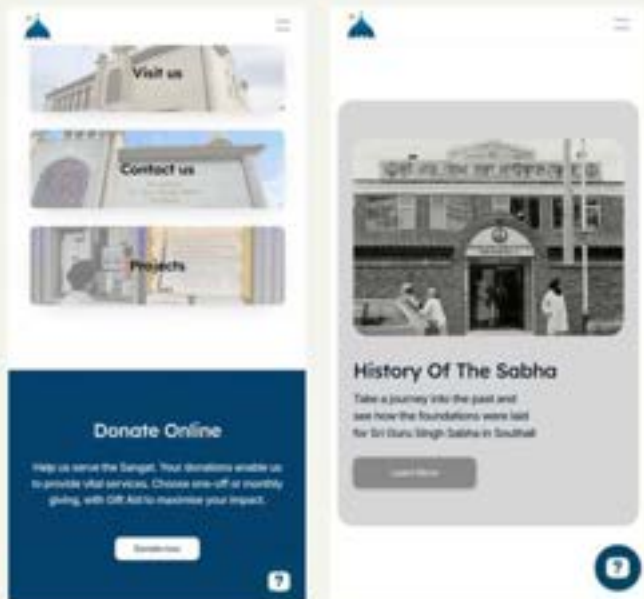 Visit us
Contact us
Projects
Donate Online
Help us serve the Sangat. Your donations enable us
to provide vital services. Choose one-off or monthly
giving, with Gift Aid to maximise your impact.
Donate now
?
History Of The Sabha
Take a journey into the past and
see how the foundations were laid
for Sri Guru Singh Sabha in Southall
Learn More
?